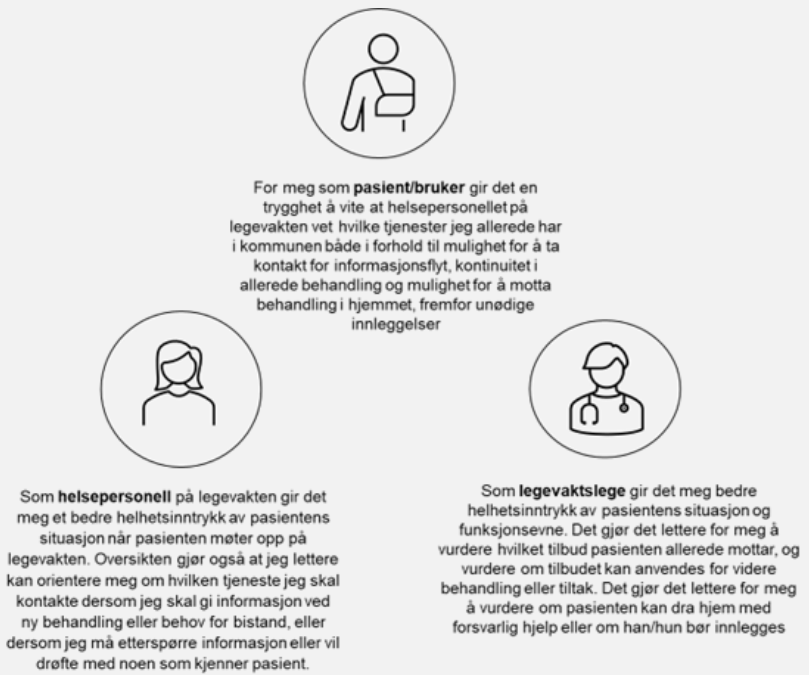 For meg som pasient/bruker gir det en
trygghet å vite at helsepersonellet på
legevakten vet hvilke tjenester jeg allerede har
i kommunen både i forhold til mulighet for å ta
kontakt for informasjonsflyt, kontinuitet i
allerede behandling og mulighet for å motta
behandling i hjemmet, fremfor unødige
innleggelser
Som helsepersonell på legevakten gir det
meg et bedre helhetsinntrykk av pasientens
situasjon når pasienten møter opp på
legevakten. Oversikten gjør også at jeg lettere
kan orientere meg om hvilken tjeneste jeg skal
kontakte dersom jeg skal gi informasjon ved
ny behandling eller behov for bistand, eller
dersom jeg må etterspørre informasjon eller vil
drøfte med noen som kjenner pasient.
Som legevaktslege gir det meg bedre
helhetsinntrykk av pasientens situasjon og
funksjonsevne. Det gjør det lettere for meg å
vurdere hvilket tilbud pasienten allerede mottar, og
vurdere om tilbudet kan anvendes for videre
behandling eller tiltak. Det gjør det lettere for meg
å vurdere om pasienten kan dra hjem med
forsvarlig hjelp eller om han/hun bør innlegges